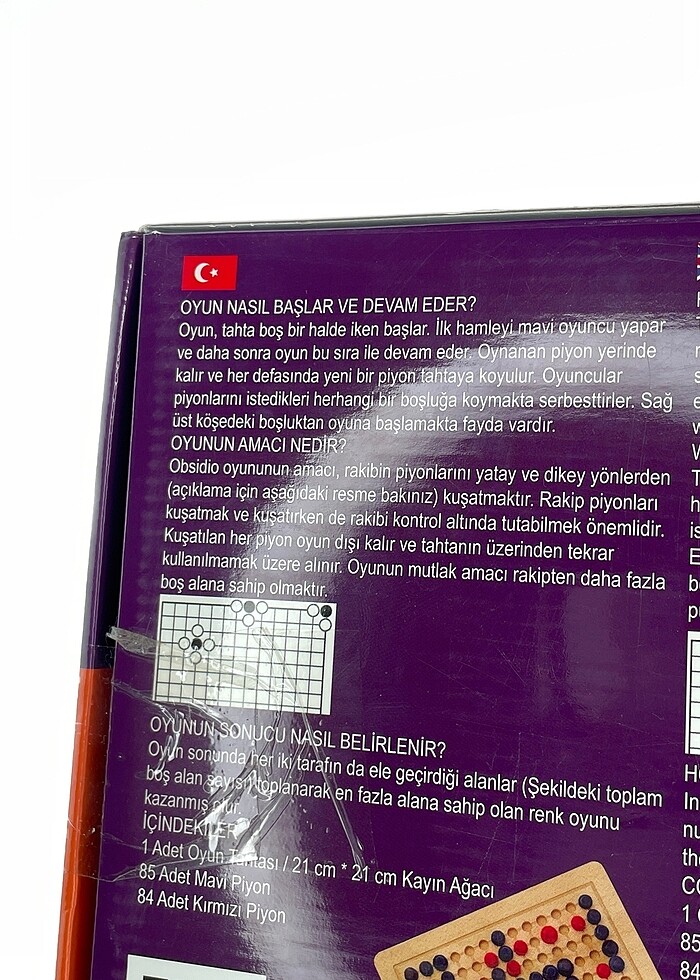 OYUN NASIL BAŞLAR VE DEVAM EDER?
Oyun, tahta boş bir halde iken başlar. İlk hamleyi mavi oyuncu yapar
ve daha sonra oyun bu sıra ile devam eder. Oynanan piyon yerinde
kalır ve her defasında yeni bir piyon tahtaya koyulur. Oyuncular
piyonlarını istedikleri herhangi bir boşluğa koymakta serbesttirler. Sağ
üst köşedeki boşluktan oyuna başlamakta fayda vardır.
OYUNUN AMACI NEDİR?
Obsidio oyununun amacı, rakibin piyonlarını yatay ve dikey yönlerden
(açıklama için aşağıdaki resme bakınız) kuşatmaktır. Rakip piyonları
kuşatmak ve kuşatırken de rakibi kontrol altında tutabilmek önemlidir.
Kuşatılan her piyon oyun dışı kalır ve tahtanın üzerinden tekrar
kullanılmamak üzere alınır. Oyunun mutlak amacı rakipten daha fazla
boş alana sahip olmaktır.
OYUNUN SONUCU NASIL BELİRLENİR?
Oyun sonunda her iki tarafın da ele geçirdiği alanlar (Şekildeki toplam
boş alan sayısı) toplanarak en fazla alana sahip olan renk oyunu
kazanmış olur.
İÇİNDEKİLER
1 Adet Oyun Tahtası / 21 cm * 21 cm Kayın Ağacı
85 Adet Mavi Piyon
84 Adet Kırmızı Piyon